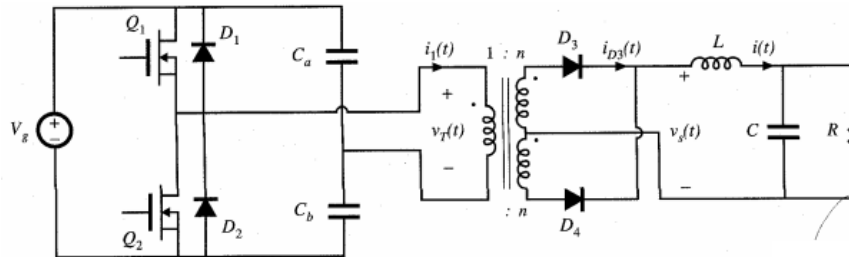 Q1 D1 Ca i1(t) 1 : n D3 iD3(t) L i(t)
Vg + − + vT(t) − + vs(t) − C R
Q2 D2 Cb : n D4